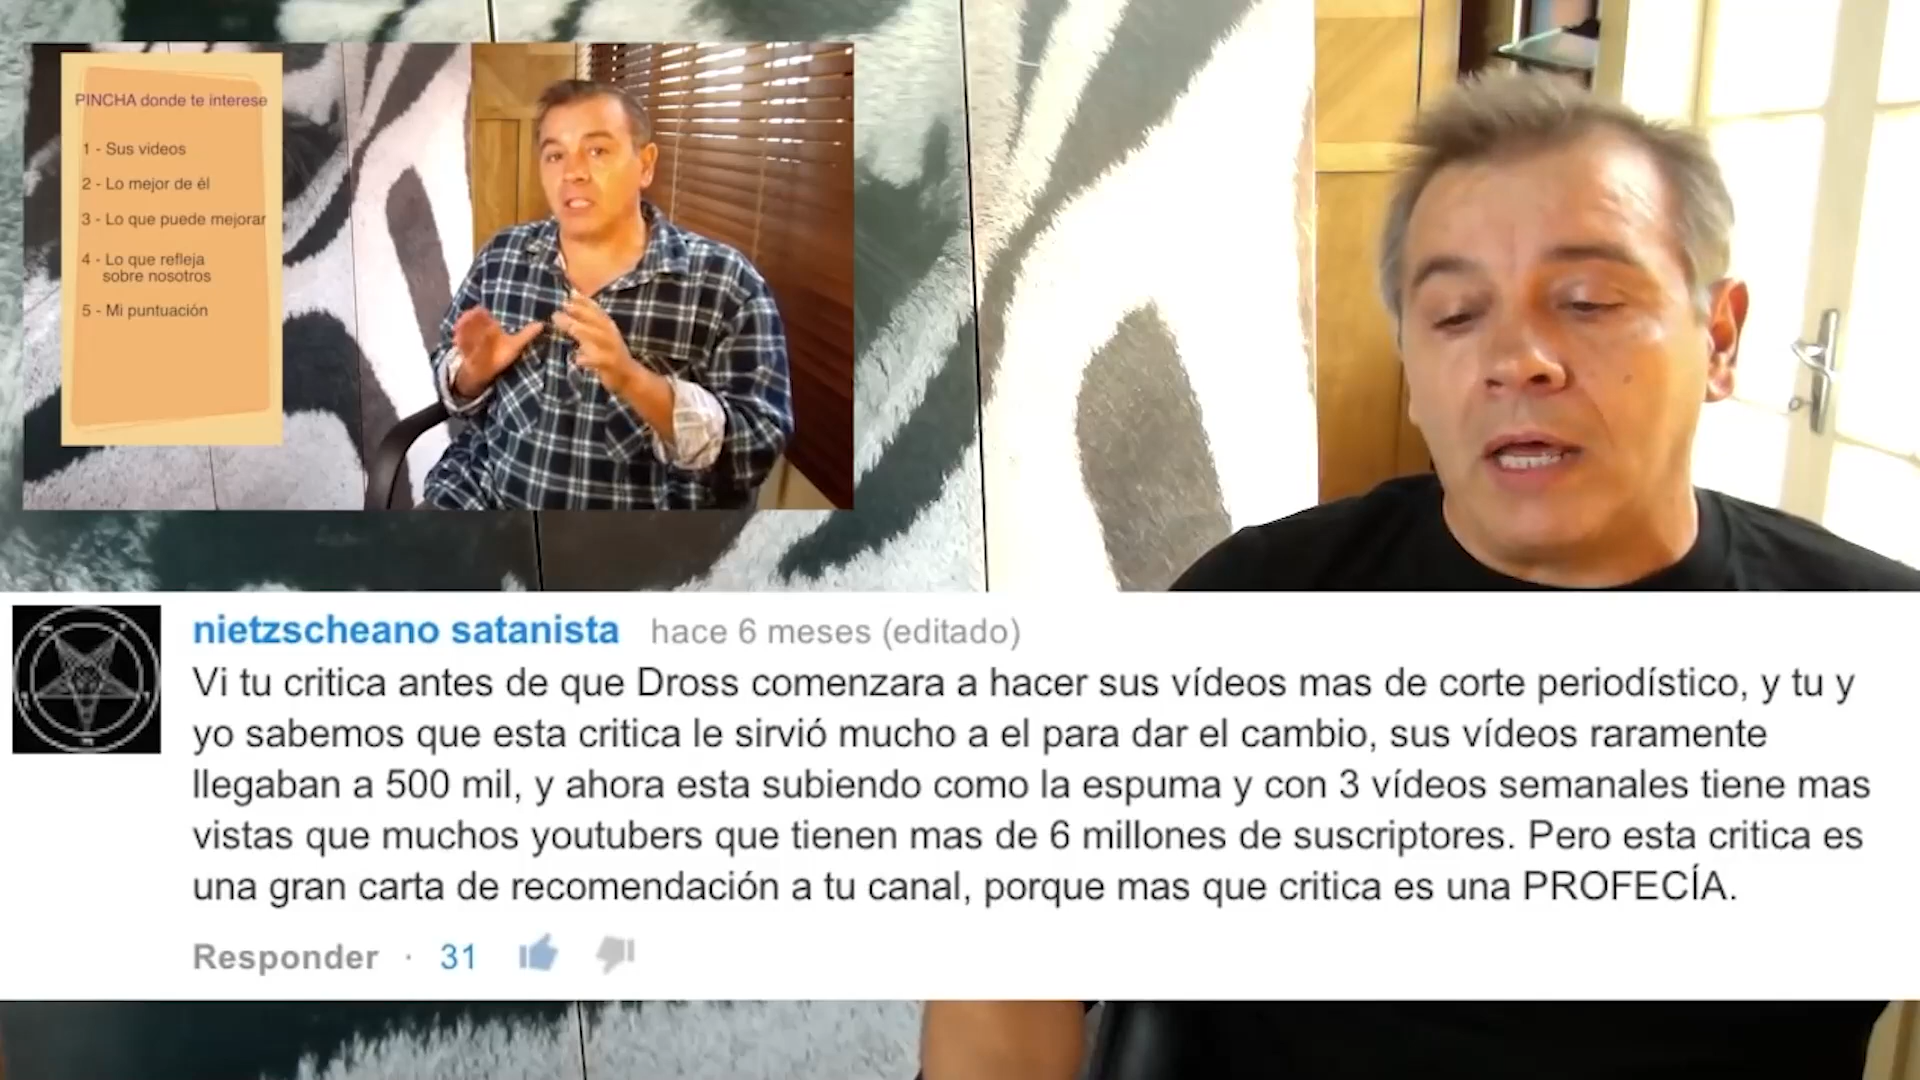 PINCHA donde te interese
1 - Sus videos
2 - Lo mejor de él
3 - Lo que puede mejorar
4 - Lo que refleja
sobre nosotros
5 - Mi puntuación
nietzscheano satanista hace 6 meses (editado)
Vi tu critica antes de que Dross comenzara a hacer sus vídeos mas de corte periodístico, y tu y
yo sabemos que esta critica le sirvió mucho a el para dar el cambio, sus vídeos raramente
llegaban a 500 mil, y ahora esta subiendo como la espuma y con 3 vídeos semanales tiene mas
vistas que muchos youtubers que tienen mas de 6 millones de suscriptores. Pero esta critica es
una gran carta de recomendación a tu canal, porque mas que critica es una PROFECÍA.
Responder · 31